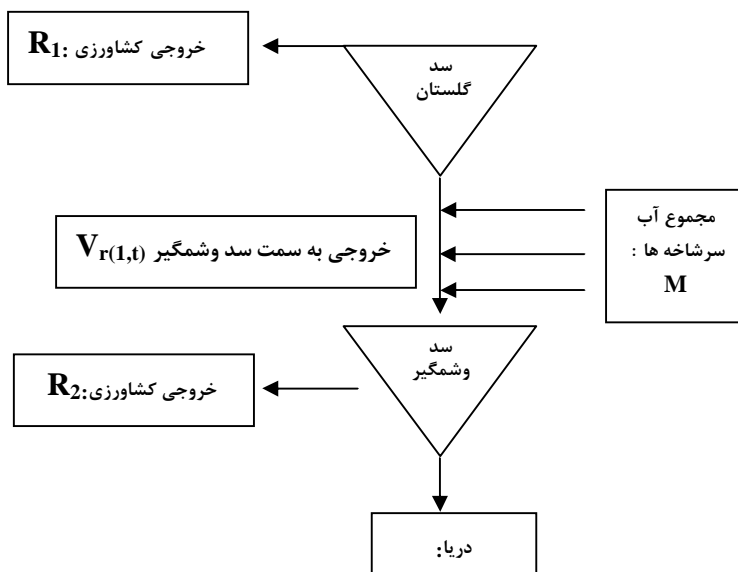 خروجی کشاورزی :R1
سد
گلستان
مجموع آب
سرشاخه ها :
M
خروجی به سمت سد وشمگیر Vr(1,t)
سد
وشمگیر
خروجی کشاورزی:R2
دریا: